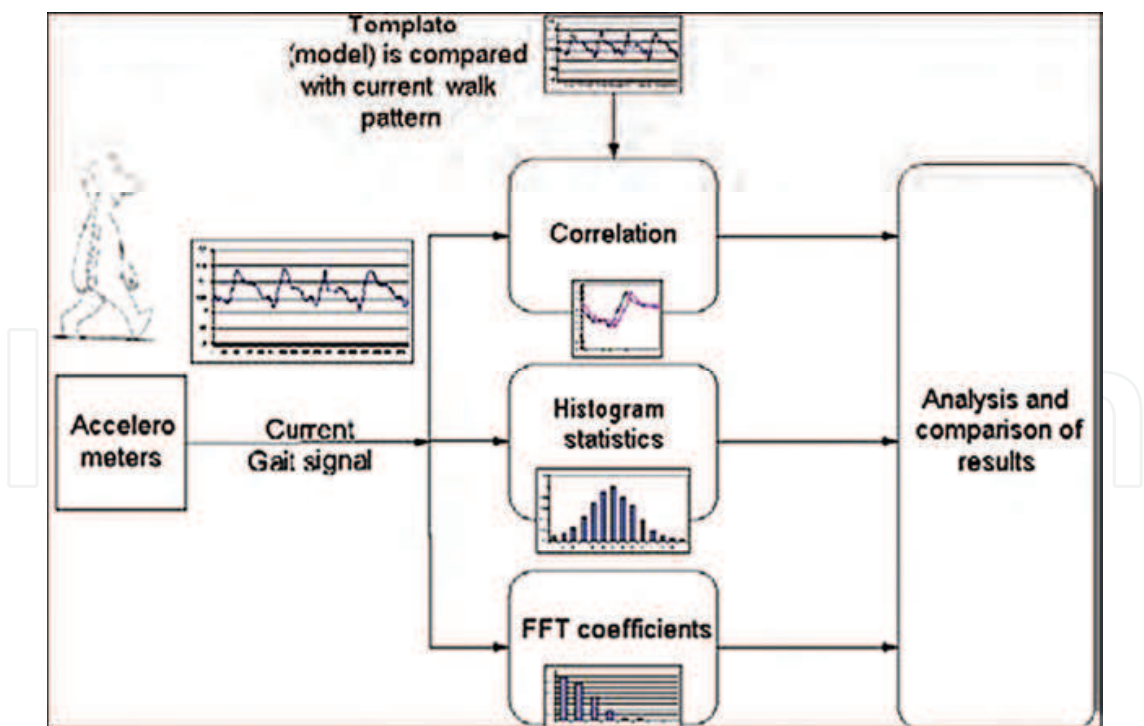 Tomplato
(model) is compared
with current walk
pattern
Correlation
Accelero
meters
Current
Gait signal
Histogram
statistics
FFT coefficients
Analysis and
comparison of
results